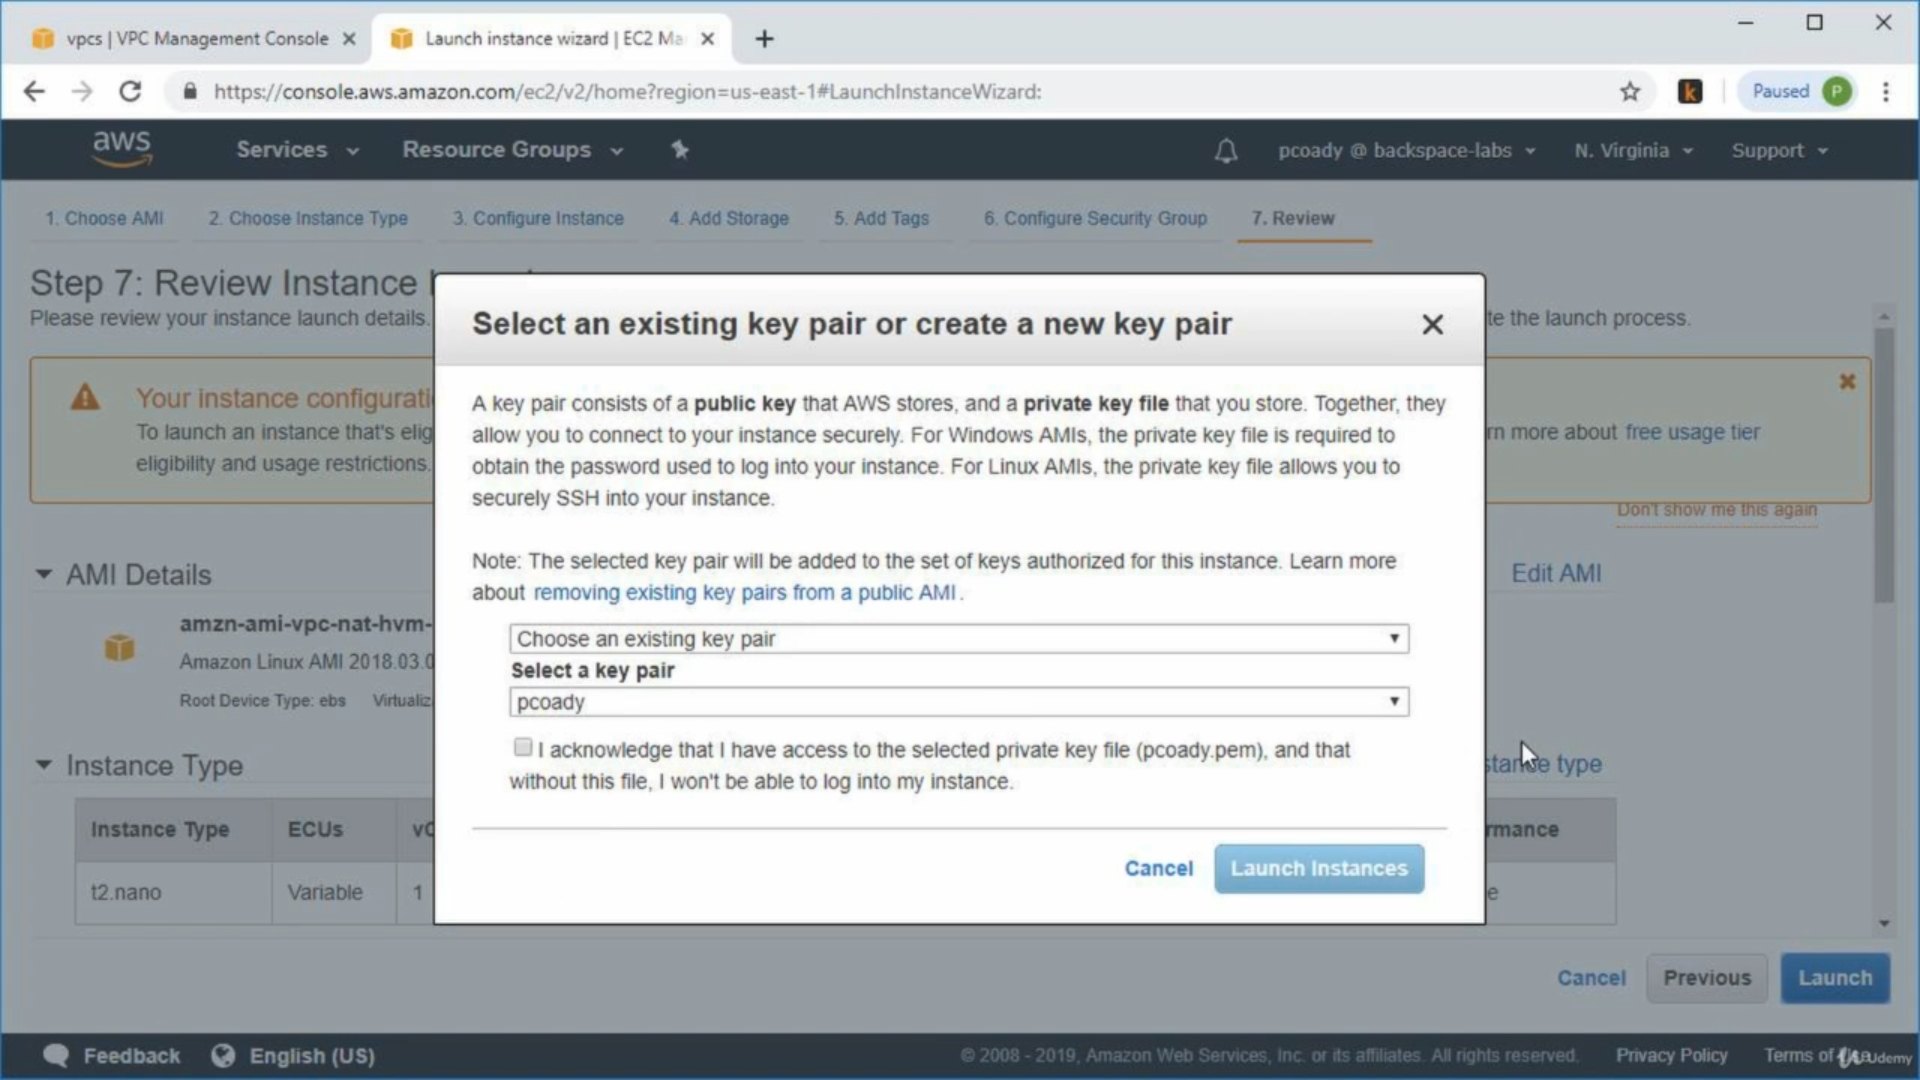 vpcs | VPC Management Console
Launch instance wizard | EC2 Ma
https://console.aws.amazon.com/ec2/v2/home?region=us-east-1#LaunchInstanceWizard:
Paused P
aws Services Resource Groups pcoady @ backspace-labs N. Virginia Support
1. Choose AMI 2. Choose Instance Type 3. Configure Instance 4. Add Storage 5. Add Tags 6. Configure Security Group 7. Review
Step 7: Review Instance
Please review your instance launch details. te the launch process.
Select an existing key pair or create a new key pair
Your instance configurati
To launch an instance that's elig rn more about free usage tier
eligibility and usage restrictions.
Don't show me this again
A key pair consists of a public key that AWS stores, and a private key file that you store. Together, they
allow you to connect to your instance securely. For Windows AMIs, the private key file is required to
obtain the password used to log into your instance. For Linux AMIs, the private key file allows you to
securely SSH into your instance.
Note: The selected key pair will be added to the set of keys authorized for this instance. Learn more
about removing existing key pairs from a public AMI.
Choose an existing key pair
Select a key pair
pcoady
I acknowledge that I have access to the selected private key file (pcoady.pem), and that
without this file, I won't be able to log into my instance.
Cancel Launch Instances
AMI Details Edit AMI
amzn-ami-vpc-nat-hvm-
Amazon Linux AMI 2018.03.0
Root Device Type: ebs Virtualiz
Instance Type stance type
Instance Type ECUs vC rmance
t2.nano Variable 1 e
Cancel Previous Launch
Feedback English (US) © 2008 - 2019, Amazon Web Services, Inc. or its affiliates. All rights reserved. Privacy Policy Terms of Use
Udemy